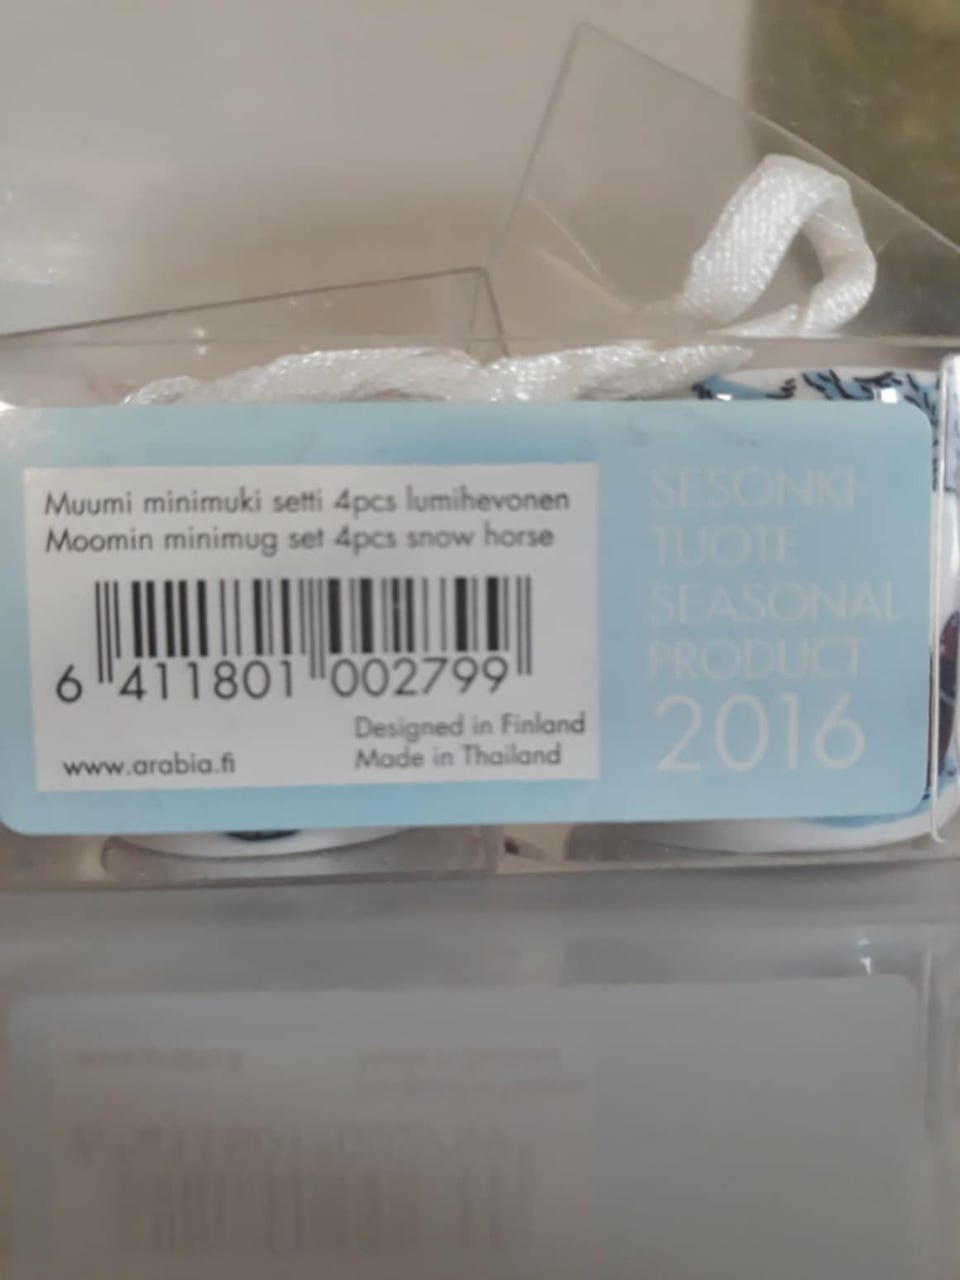 Muumi minimuki setti 4pcs lumihevonen
Moomin minimug set 4pcs snow horse
6 411801 002799
Designed in Finland
www.arabia.fi Made in Thailand
SESONKI
TUOTE
SEASONAL
PRODUCT
2016